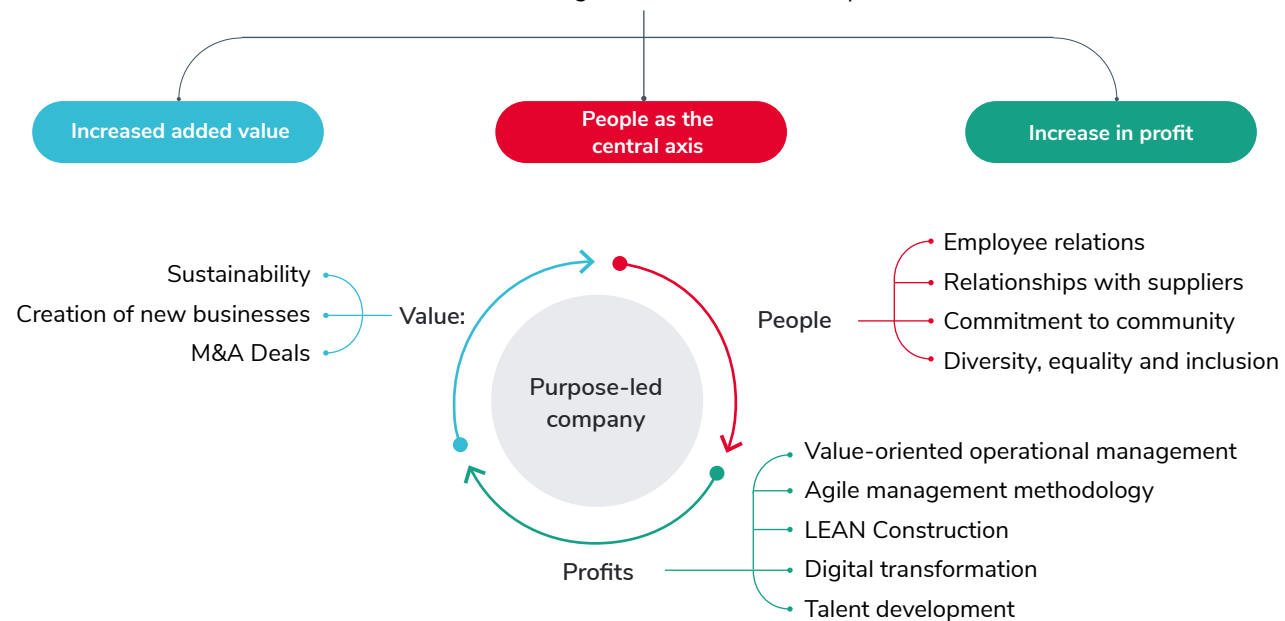 Increased added value
People as the
central axis
Increase in profit
Sustainability
Creation of new businesses
M&A Deals
Value:
Purpose-led
company
People
Employee relations
Relationships with suppliers
Commitment to community
Diversity, equality and inclusion
Profits
Value-oriented operational management
Agile management methodology
LEAN Construction
Digital transformation
Talent development